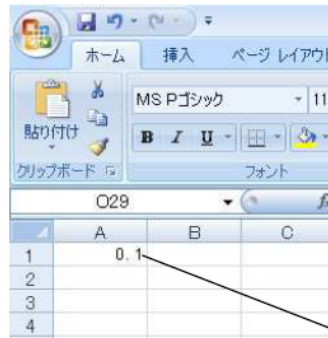 ホーム 挿入 ページ レイアウ
MS Pゴシック 11
貼り付け
B I U
クリップボード フォント
O29
A B C
1 0.1
2
3
4